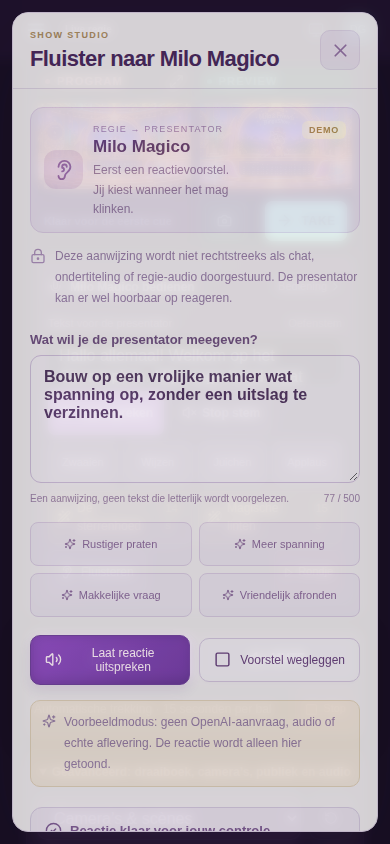 SHOW STUDIO
Fluister naar Milo Magico
REGIE → PRESENTATOR
DEMO
Milo Magico
Eerst een reactievoorstel.
Jij kiest wanneer het mag
klinken.
Deze aanwijzing wordt niet rechtstreeks als chat,
ondertiteling of regie-audio doorgestuurd. De presentator
kan er wel hoorbaar op reageren.
Wat wil je de presentator meegeven?
Bouw op een vrolijke manier wat
spanning op, zonder een uitslag te
verzinnen.
Een aanwijzing, geen tekst die letterlijk wordt voorgelezen. 77 / 500
Rustiger praten
Meer spanning
Makkelijke vraag
Vriendelijk afronden
Laat reactie
uitspreken
Voorstel wegleggen
Voorbeeldmodus: geen OpenAI-aanvraag, audio of
echte aflevering. De reactie wordt alleen hier
getoond.
Reactie klaar voor jouw controle